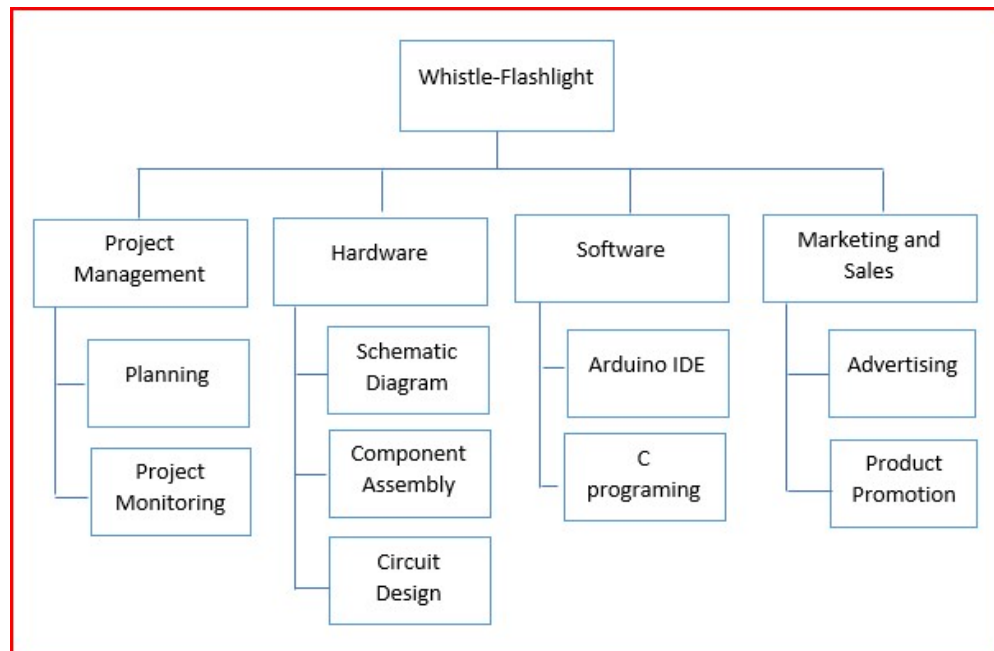 Whistle-Flashlight
Project
Management
Hardware
Software
Marketing and
Sales
Planning
Project
Monitoring
Schematic
Diagram
Component
Assembly
Circuit
Design
Arduino IDE
C
programing
Advertising
Product
Promotion